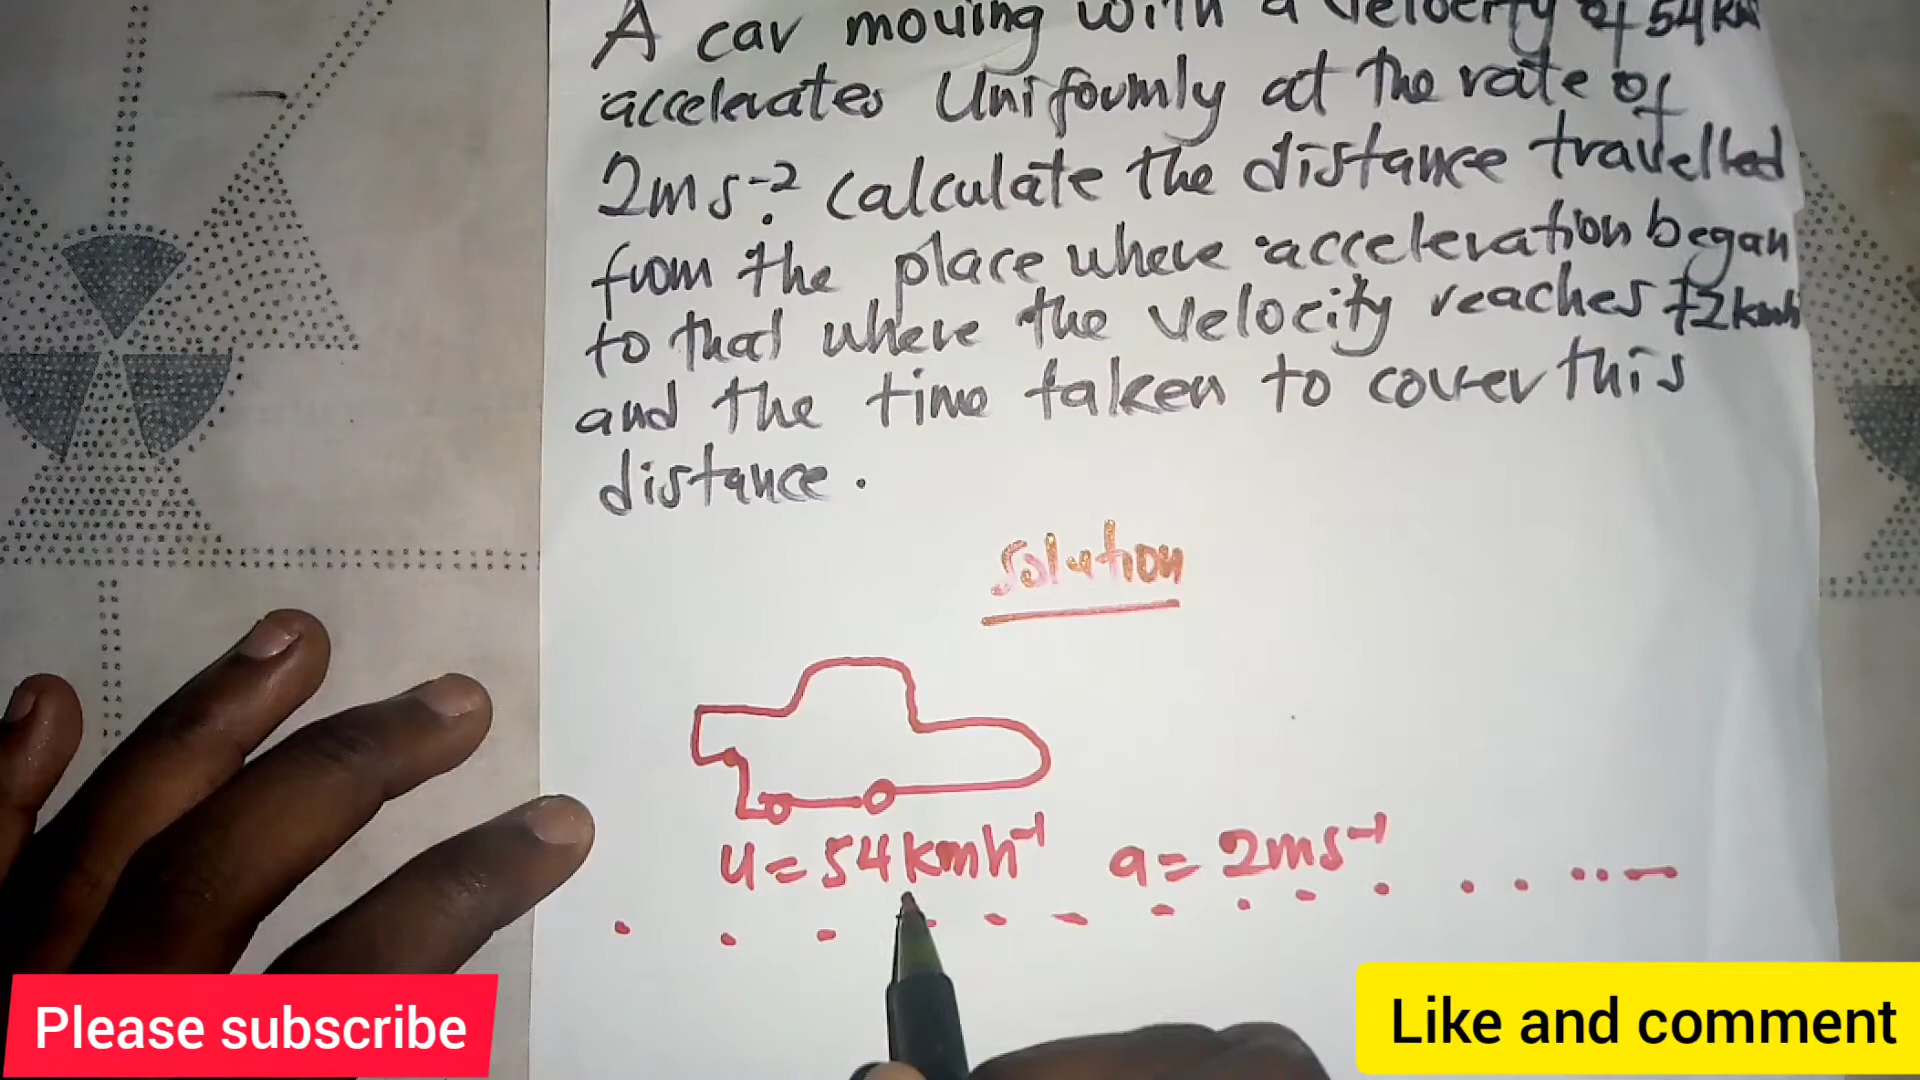 A car moving with a velocity of 54km
accelerates Uniformly at the rate of
2ms⁻². calculate the distance travelled
from the place where acceleration began
to that where the velocity reaches 72kmh
and the time taken to cover this
distance.
Solution
u=54kmh⁻¹ a=2ms⁻¹
Please subscribe
Like and comment